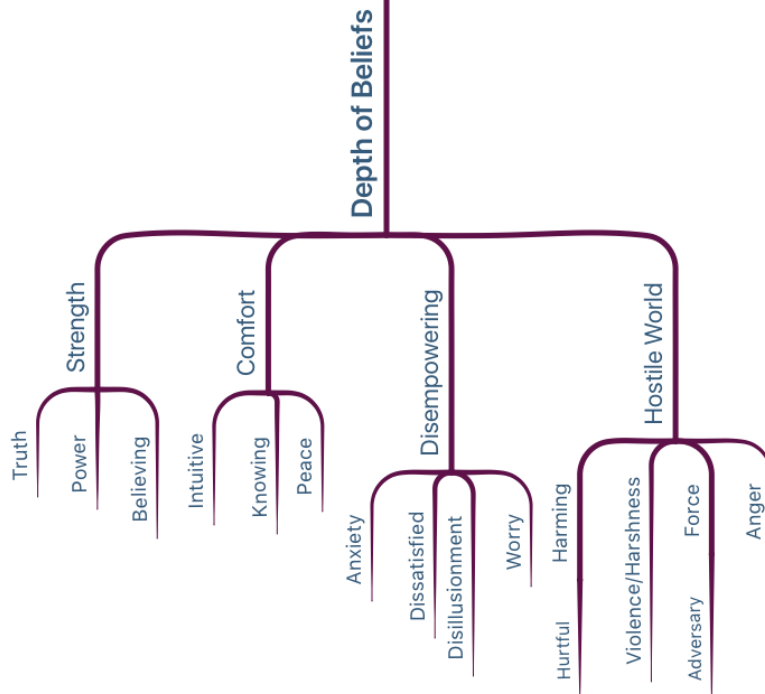 Depth of Beliefs
Strength
Comfort
Disempowering
Hostile World
Truth
Power
Believing
Intuitive
Knowing
Peace
Anxiety
Dissatisfied
Disillusionment
Worry
Harming
Hurtful
Violence/Harshness
Force
Adversary
Anger